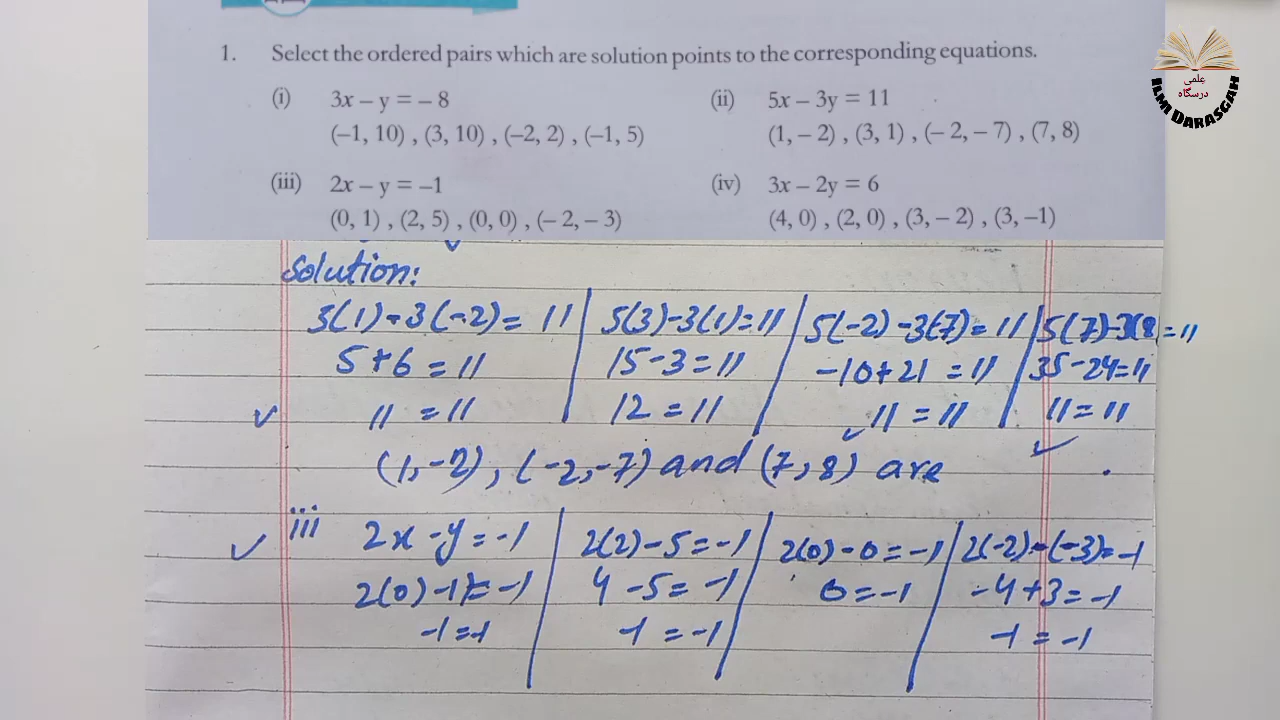 1. Select the ordered pairs which are solution points to the corresponding equations.
(i) 3x – y = – 8
(–1, 10) , (3, 10) , (–2, 2) , (–1, 5)
(ii) 5x – 3y = 11
(1, – 2) , (3, 1) , (– 2, – 7) , (7, 8)
(iii) 2x – y = –1
(0, 1) , (2, 5) , (0, 0) , (– 2, – 3)
(iv) 3x – 2y = 6
(4, 0) , (2, 0) , (3, – 2) , (3, –1)
علمی
درسگاہ
ILMI DARASGAH
Solution:
5(1)-3(-2)= 11 | 5(3)-3(1)=11 | 5(-2)-3(7)=11 | 5(7)-3(8=11
5+6 = 11 | 15-3=11 | -10+21 = 11 | 35-24=11
11 = 11 | 12 = 11 | 11 = 11 | 11 = 11
(1,-2), (-2,-7) and (7,8) are
iii 2x -y = -1 | 2(2)-5=-1 | 2(0)-0=-1 | 2(-2)-(-3)=-1
2(0)-1=-1 | 4-5=-1 | 0=-1 | -4+3=-1
-1=-1 | -1=-1 | -1=-1